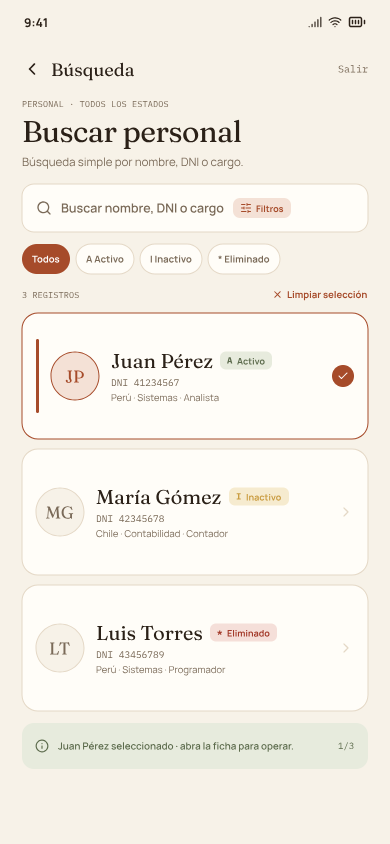 9:41
Búsqueda
Salir
PERSONAL · TODOS LOS ESTADOS
Buscar personal
Búsqueda simple por nombre, DNI o cargo.
Buscar nombre, DNI o cargo Filtros
Todos A Activo I Inactivo * Eliminado
3 REGISTROS Limpiar selección
JP
Juan Pérez A Activo
DNI 41234567
Perú · Sistemas · Analista
MG
María Gómez I Inactivo
DNI 42345678
Chile · Contabilidad · Contador
LT
Luis Torres * Eliminado
DNI 43456789
Perú · Sistemas · Programador
Juan Pérez seleccionado · abra la ficha para operar. 1/3